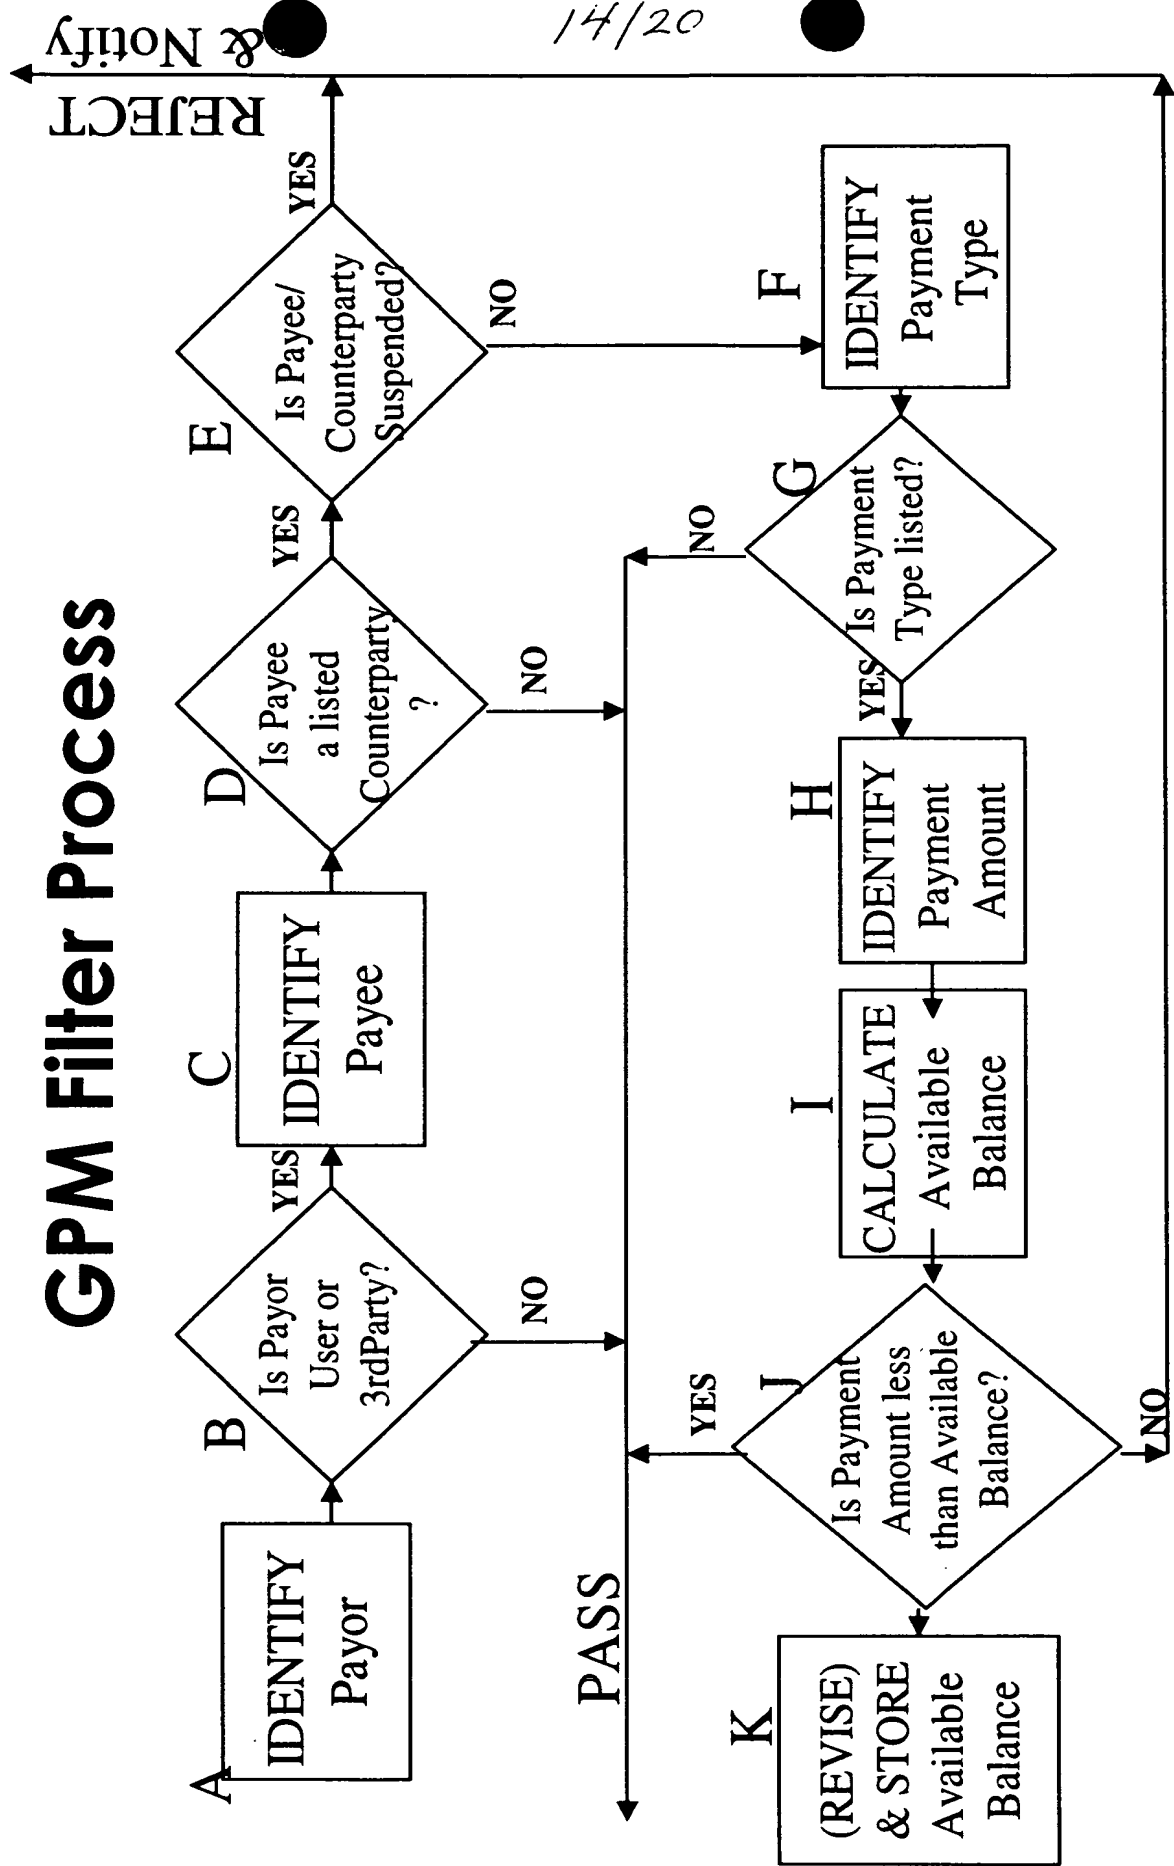 14/20
GPM Filter Process
A
IDENTIFY
Payor
B
Is Payor
User or
3rdParty?
YES
NO
C
IDENTIFY
Payee
D
Is Payee
a listed
Counterparty
?
YES
NO
E
Is Payee/
Counterparty
Suspended?
YES
NO
REJECT
& Notify
F
IDENTIFY
Payment
Type
G
Is Payment
Type listed?
NO
YES
H
IDENTIFY
Payment
Amount
I
CALCULATE
Available
Balance
J
Is Payment
Amount less
than Available
Balance?
YES
NO
PASS
K
(REVISE)
& STORE
Available
Balance